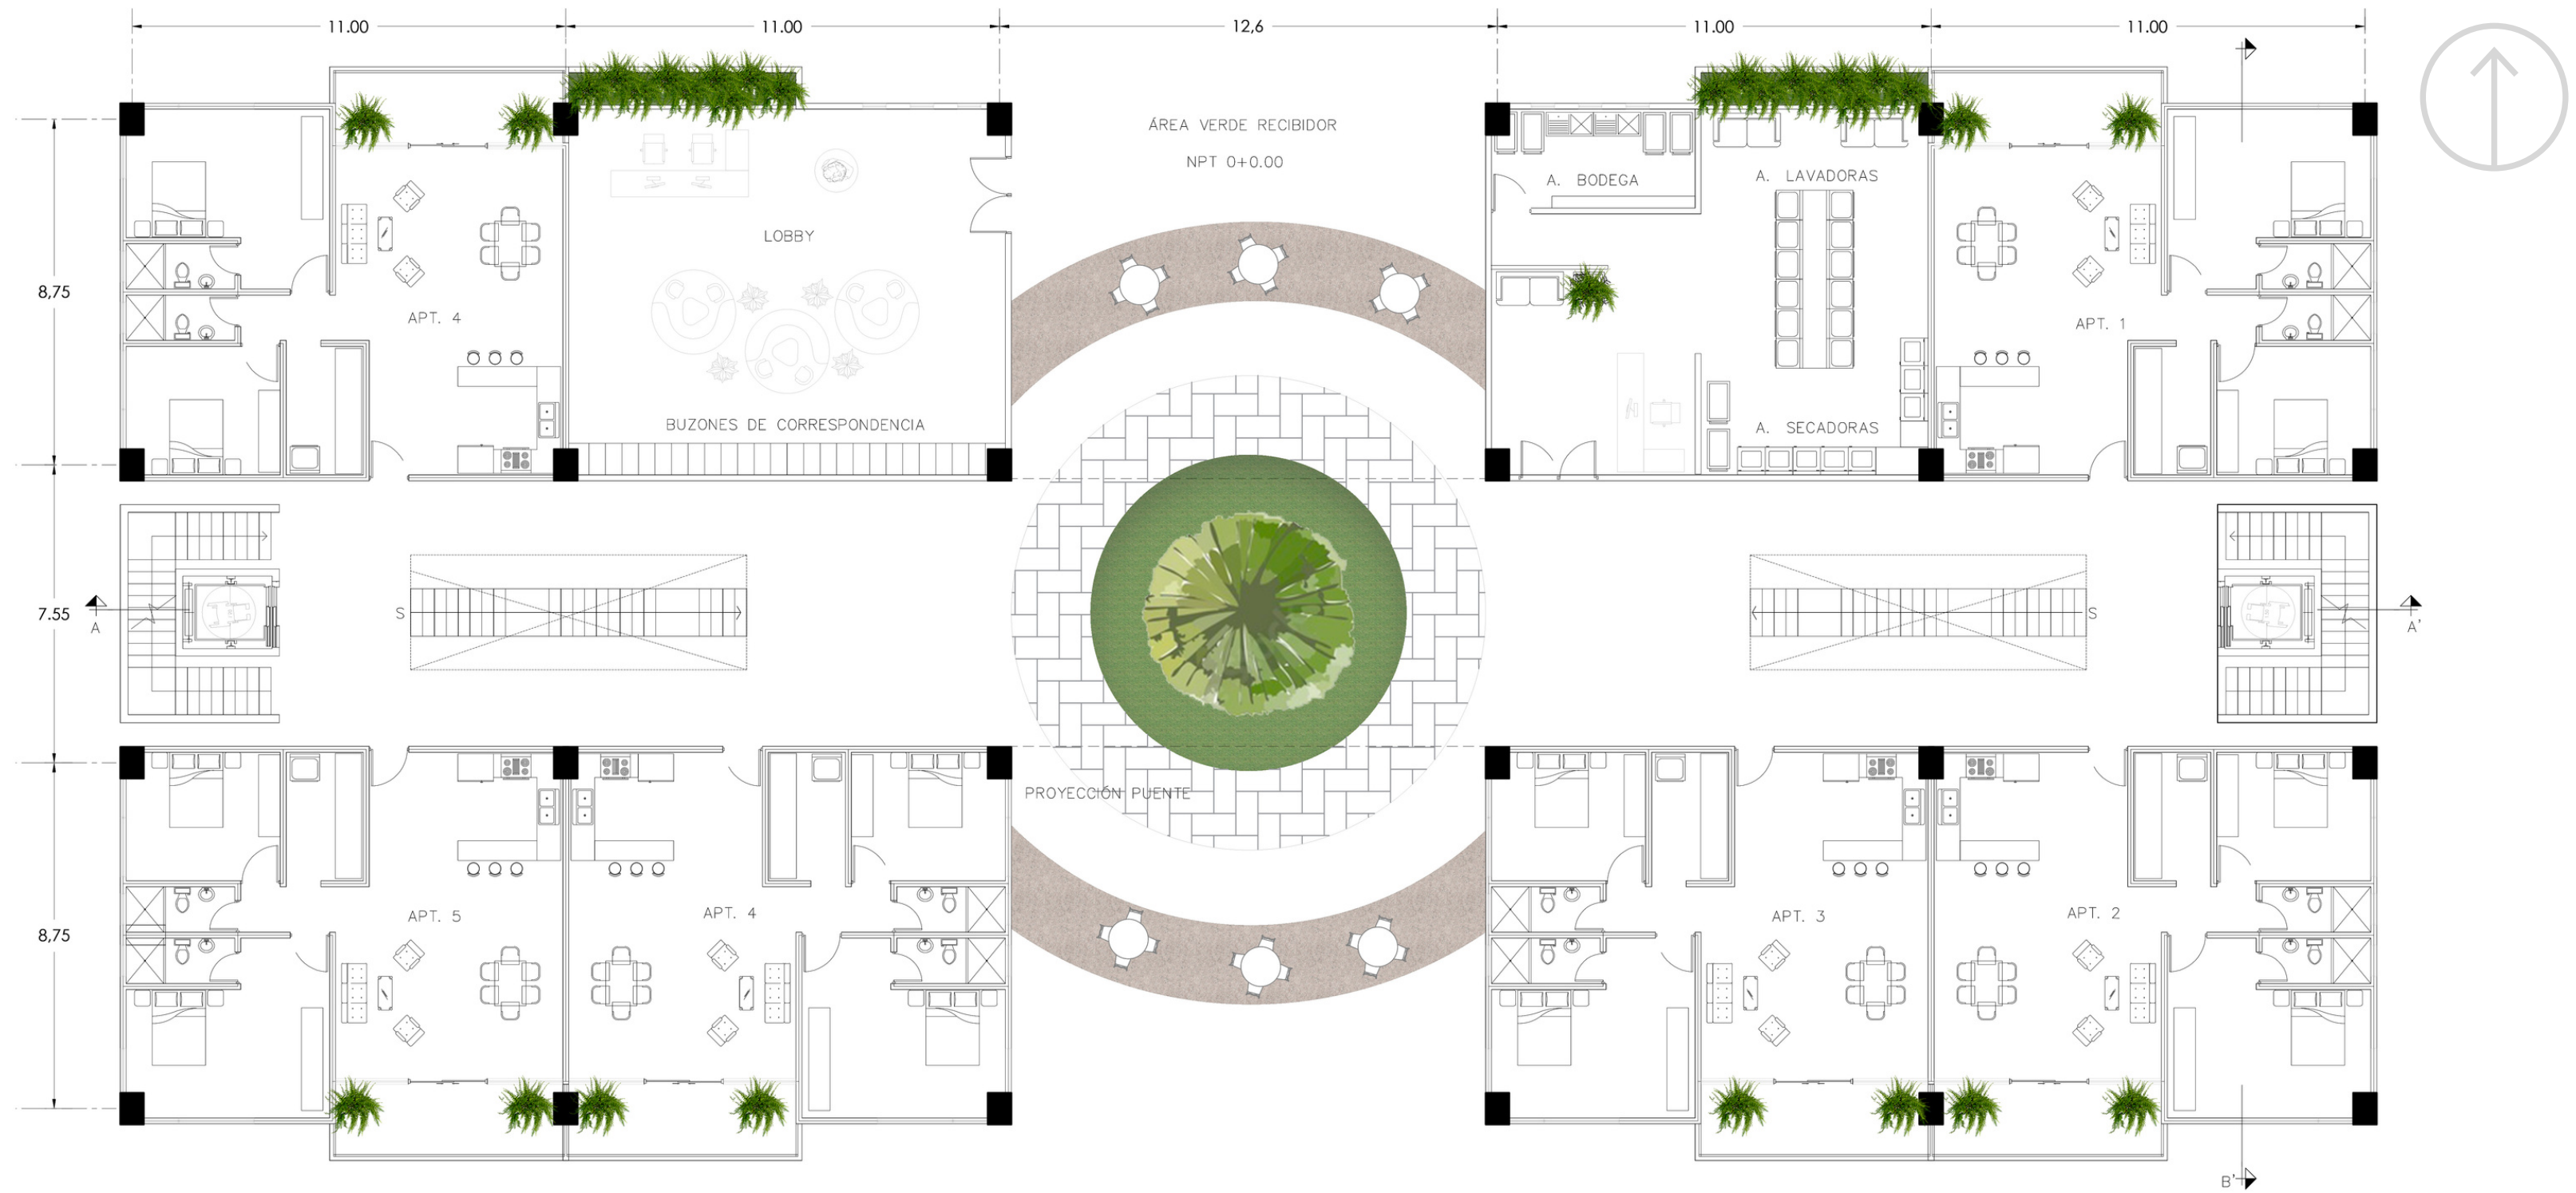 11.00
11.00
12,6
11.00
11.00
ÁREA VERDE RECIBIDOR
NPT 0+0.00
A. BODEGA
A. LAVADORAS
LOBBY
8,75
APT. 4
APT. 1
BUZONES DE CORRESPONDENCIA
A. SECADORAS
7.55
S
S
A
A'
PROYECCIÓN PUENTE
8,75
APT. 5
APT. 4
APT. 3
APT. 2
B'